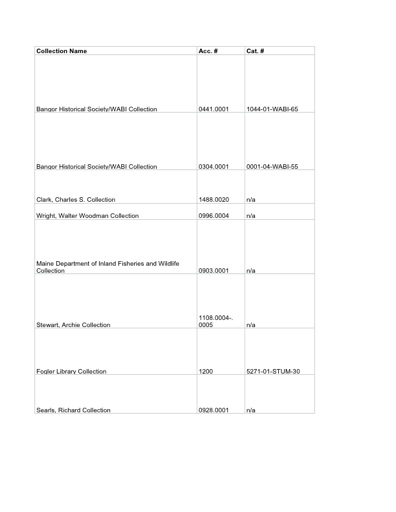 Collection Name Acc. # Cat. #
Bangor Historical Society/WABI Collection 0441.0001 1044-01-WABI-65
Bangor Historical Society/WABI Collection 0304.0001 0001-04-WABI-55
Clark, Charles S. Collection 1488.0020 n/a
Wright, Walter Woodman Collection 0996.0004 n/a
Maine Department of Inland Fisheries and Wildlife
Collection 0903.0001 n/a
1108.0004-.
Stewart, Archie Collection 0005 n/a
Fogler Library Collection 1200 5271-01-STUM-30
Searls, Richard Collection 0928.0001 n/a